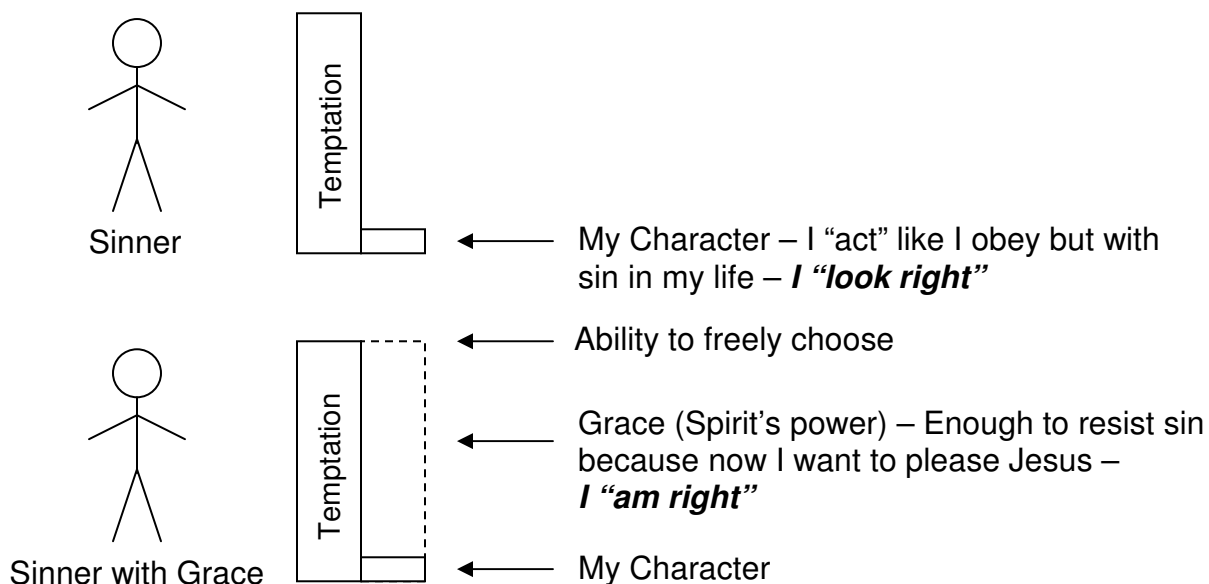 Temptation
Sinner
My Character – I “act” like I obey but with
sin in my life – I “look right”
Temptation
Ability to freely choose
Grace (Spirit’s power) – Enough to resist sin
because now I want to please Jesus –
I “am right”
My Character
Sinner with Grace